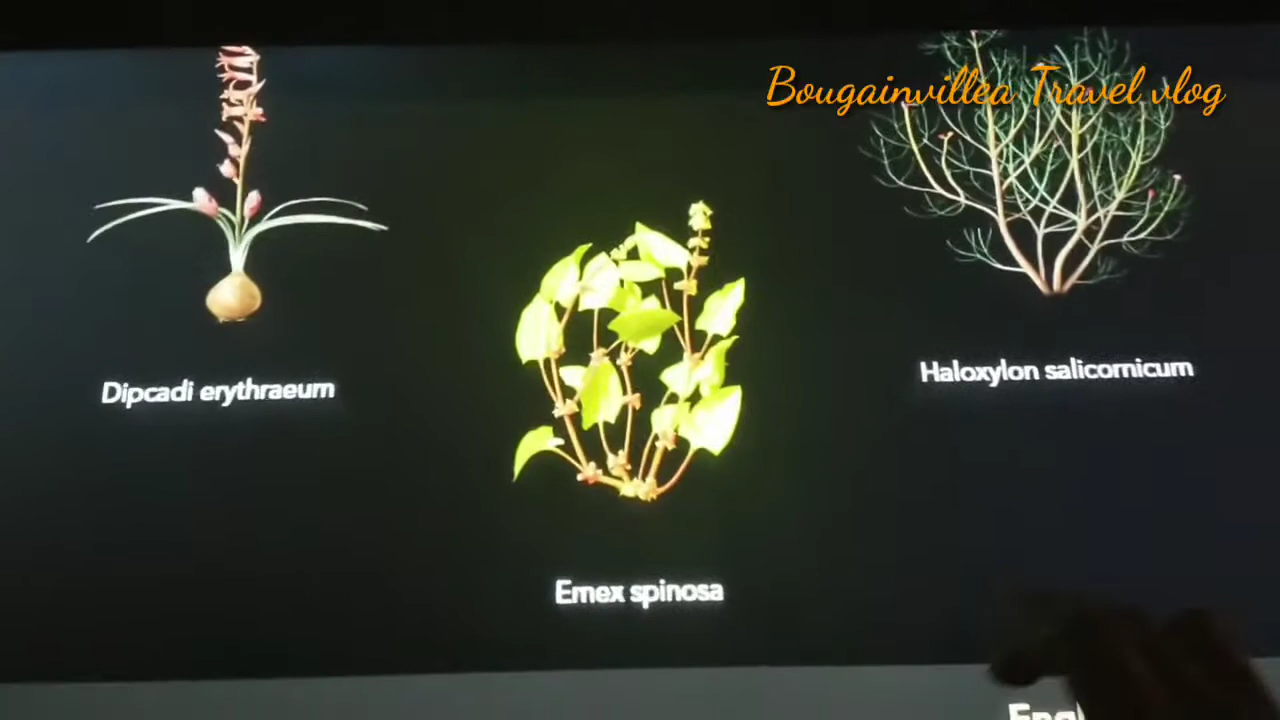 Bougainvillea Travel vlog
Dipcadi erythraeum
Haloxylon salicornicum
Emex spinosa